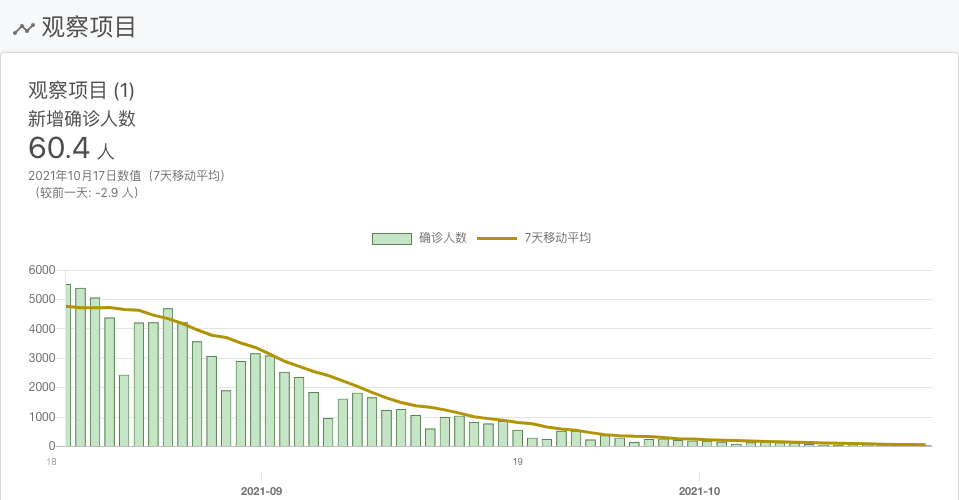 观察项目
观察项目 (1)
新增确诊人数
60.4 人
2021年10月17日数值（7天移动平均）
（较前一天: -2.9 人）
确诊人数 7天移动平均
6000
5000
4000
3000
2000
1000
0
18 19
2021-09 2021-10